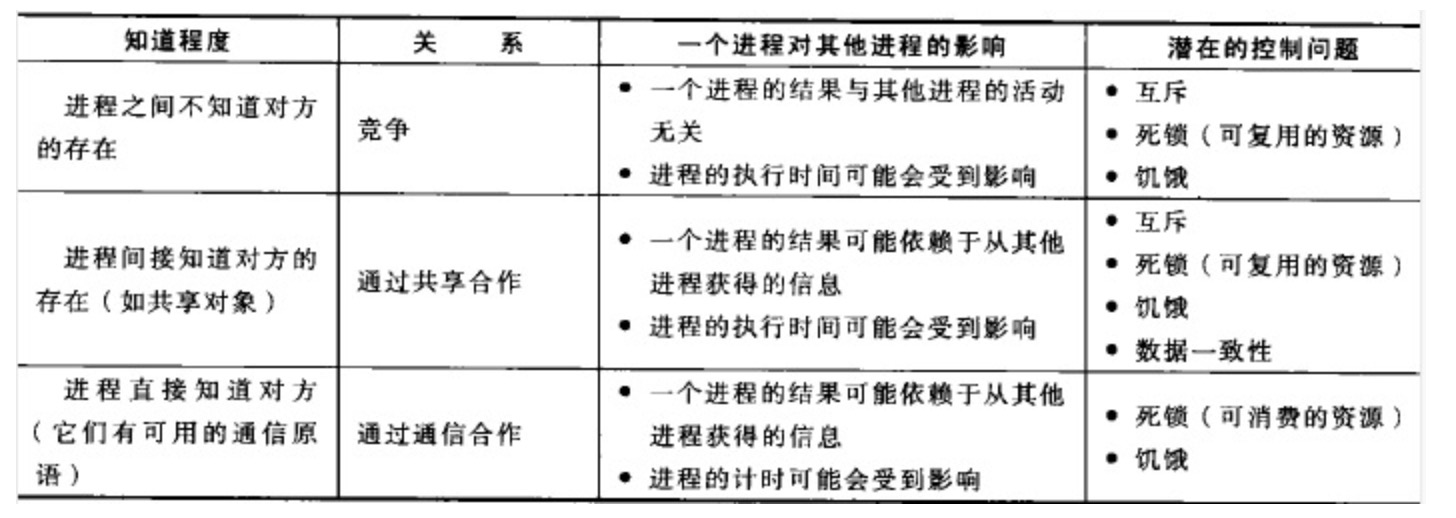 知道程度
关 系
一个进程对其他进程的影响
潜在的控制问题
进程之间不知道对方
的存在
竞争
• 一个进程的结果与其他进程的活动
无关
• 进程的执行时间可能会受到影响
• 互斥
• 死锁（可复用的资源）
• 饥饿
进程间接知道对方的
存在（如共享对象）
通过共享合作
• 一个进程的结果可能依赖于从其他
进程获得的信息
• 进程的执行时间可能会受到影响
• 互斥
• 死锁（可复用的资源）
• 饥饿
• 数据一致性
进程直接知道对方
（它们有可用的通信原
语）
通过通信合作
• 一个进程的结果可能依赖于从其他
进程获得的信息
• 进程的计时可能会受到影响
• 死锁（可消费的资源）
• 饥饿